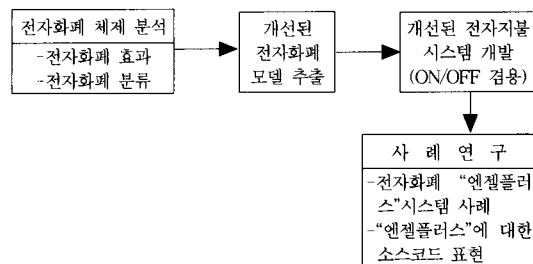 전자화폐 체제 분석
-전자화폐 효과
-전자화폐 분류
개선된
전자화폐
모델 추출
개선된 전자지불
시스템 개발
(ON/OFF 겸용)
사 례 연 구
-전자화폐 “엔젤플러
스”시스템 사례
-“엔젤플러스”에 대한
소스코드 표현